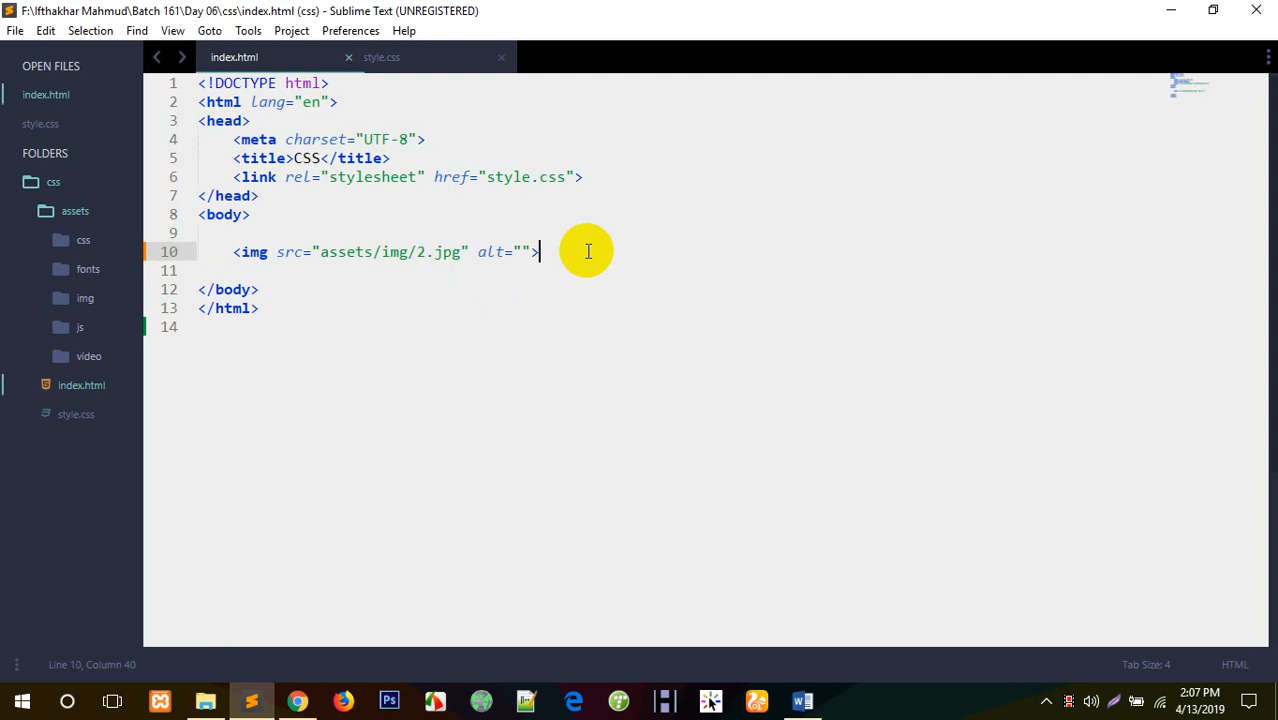 F:\Ifthakhar Mahmud\Batch 161\Day 06\css\index.html (css) - Sublime Text (UNREGISTERED)
File Edit Selection Find View Goto Tools Project Preferences Help
OPEN FILES
index.html
style.css
FOLDERS
css
assets
css
fonts
img
js
video
index.html
style.css
index.html × style.css ×
1 <!DOCTYPE html>
2 <html lang="en">
3 <head>
4 <meta charset="UTF-8">
5 <title>CSS</title>
6 <link rel="stylesheet" href="style.css">
7 </head>
8 <body>
9
10 <img src="assets/img/2.jpg" alt="">
11
12 </body>
13 </html>
14
Line 10, Column 40 Tab Size: 4 HTML
2:07 PM
4/13/2019